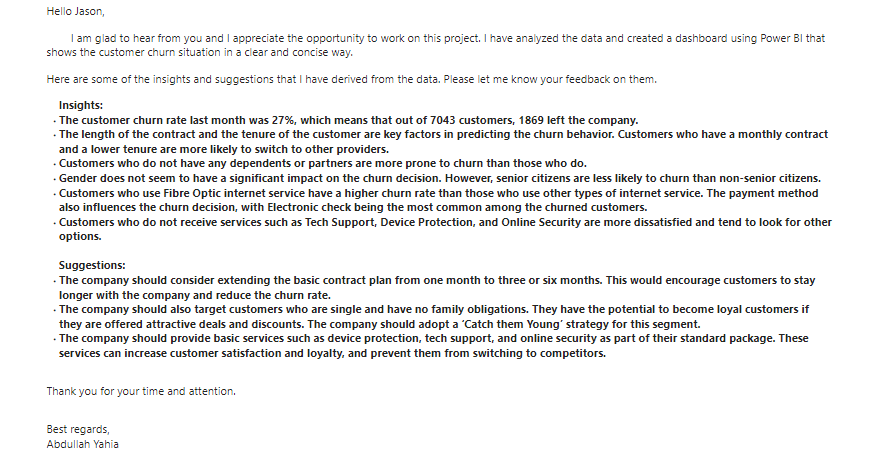 Hello Jason,
I am glad to hear from you and I appreciate the opportunity to work on this project. I have analyzed the data and created a dashboard using Power BI that
shows the customer churn situation in a clear and concise way.
Here are some of the insights and suggestions that I have derived from the data. Please let me know your feedback on them.
Insights:
· The customer churn rate last month was 27%, which means that out of 7043 customers, 1869 left the company.
· The length of the contract and the tenure of the customer are key factors in predicting the churn behavior. Customers who have a monthly contract
and a lower tenure are more likely to switch to other providers.
· Customers who do not have any dependents or partners are more prone to churn than those who do.
· Gender does not seem to have a significant impact on the churn decision. However, senior citizens are less likely to churn than non-senior citizens.
· Customers who use Fibre Optic internet service have a higher churn rate than those who use other types of internet service. The payment method
also influences the churn decision, with Electronic check being the most common among the churned customers.
· Customers who do not receive services such as Tech Support, Device Protection, and Online Security are more dissatisfied and tend to look for other
options.
Suggestions:
· The company should consider extending the basic contract plan from one month to three or six months. This would encourage customers to stay
longer with the company and reduce the churn rate.
· The company should also target customers who are single and have no family obligations. They have the potential to become loyal customers if
they are offered attractive deals and discounts. The company should adopt a ‘Catch them Young’ strategy for this segment.
· The company should provide basic services such as device protection, tech support, and online security as part of their standard package. These
services can increase customer satisfaction and loyalty, and prevent them from switching to competitors.
Thank you for your time and attention.
Best regards,
Abdullah Yahia